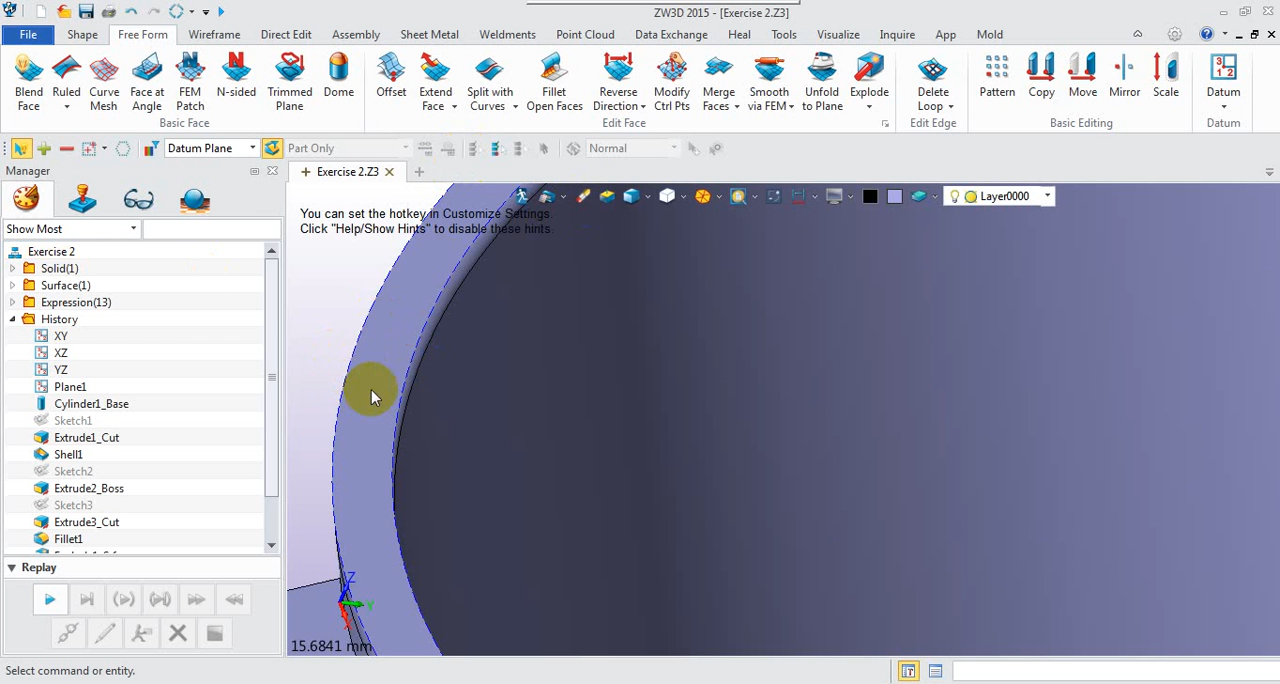 ZW3D 2015 - [Exercise 2.Z3]
File Shape Free Form Wireframe Direct Edit Assembly Sheet Metal Weldments Point Cloud Data Exchange Heal Tools Visualize Inquire App Mold
Blend Face Ruled Curve Mesh Face at Angle FEM Patch N-sided Trimmed Plane Dome Offset Extend Face Split with Curves Fillet Open Faces Reverse Direction Modify Ctrl Pts Merge Faces Smooth via FEM Unfold to Plane Explode Delete Loop Pattern Copy Move Mirror Scale Datum
Basic Face Edit Face Edit Edge Basic Editing Datum
Datum Plane Part Only Normal
Manager
Exercise 2.Z3
Show Most
Layer0000
You can set the hotkey in Customize Settings.
Click "Help/Show Hints" to disable these hints.
Exercise 2
Solid(1)
Surface(1)
Expression(13)
History
XY
XZ
YZ
Plane1
Cylinder1_Base
Sketch1
Extrude1_Cut
Shell1
Sketch2
Extrude2_Boss
Sketch3
Extrude3_Cut
Fillet1
Replay
Z
Y
15.6841 mm
Select command or entity.